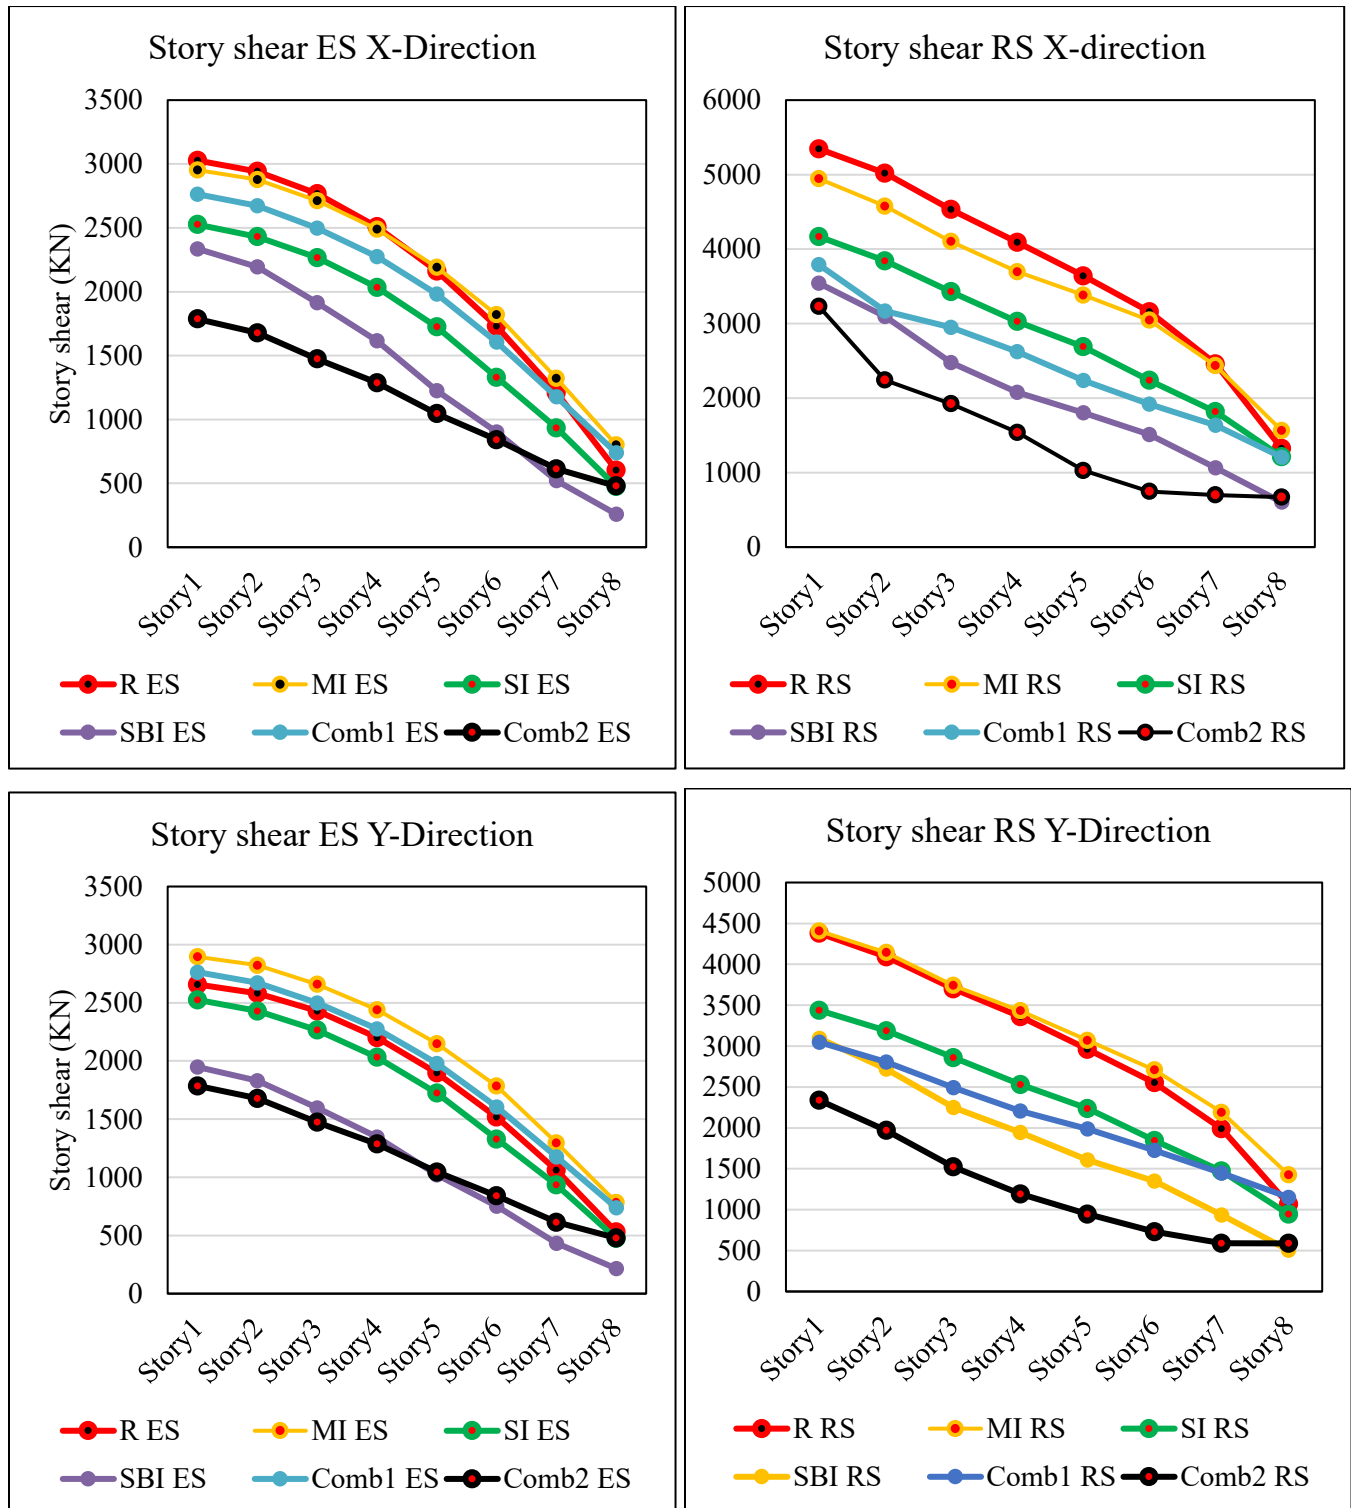 Story shear ES X-Direction
3500
3000
2500
2000
1500
1000
500
0
Story shear (KN)
Story1 Story2 Story3 Story4 Story5 Story6 Story7 Story8
R ES MI ES SI ES
SBI ES Comb1 ES Comb2 ES
Story shear RS X-direction
6000
5000
4000
3000
2000
1000
0
Story1 Story2 Story3 Story4 Story5 Story6 Story7 Story8
R RS MI RS SI RS
SBI RS Comb1 RS Comb2 RS
Story shear ES Y-Direction
3500
3000
2500
2000
1500
1000
500
0
Story shear (KN)
Story1 Story2 Story3 Story4 Story5 Story6 Story7 Story8
R ES MI ES SI ES
SBI ES Comb1 ES Comb2 ES
Story shear RS Y-Direction
5000
4500
4000
3500
3000
2500
2000
1500
1000
500
0
Story1 Story2 Story3 Story4 Story5 Story6 Story7 Story8
R RS MI RS SI RS
SBI RS Comb1 RS Comb2 RS